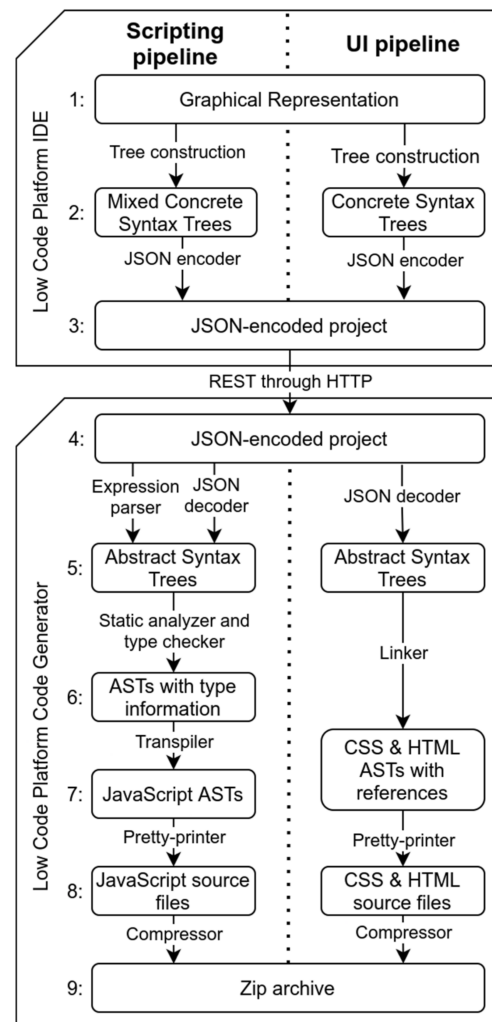 Scripting
pipeline
UI pipeline
Low Code Platform IDE
1:
Graphical Representation
Tree construction
Tree construction
2:
Mixed Concrete
Syntax Trees
Concrete Syntax
Trees
JSON encoder
JSON encoder
3:
JSON-encoded project
REST through HTTP
Low Code Platform Code Generator
4:
JSON-encoded project
Expression
parser
JSON
decoder
JSON decoder
5:
Abstract Syntax
Trees
Abstract Syntax
Trees
Static analyzer and
type checker
Linker
6:
ASTs with type
information
Transpiler
7:
JavaScript ASTs
CSS & HTML
ASTs with
references
Pretty-printer
Pretty-printer
8:
JavaScript source
files
CSS & HTML
source files
Compressor
Compressor
9:
Zip archive